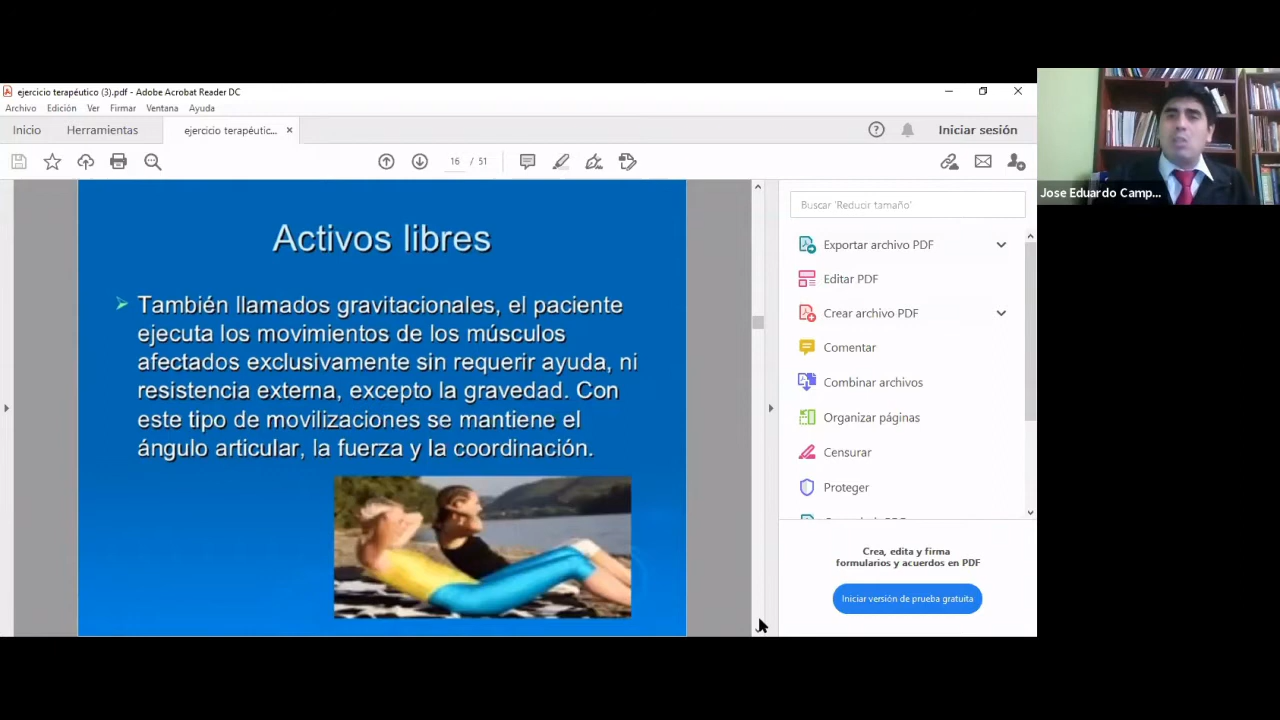 ejercicio terapéutico (3).pdf - Adobe Acrobat Reader DC
Archivo Edición Ver Firmar Ventana Ayuda
Inicio Herramientas ejercicio terapéutic... × Iniciar sesión
16 / 51
Jose Eduardo Camp...
Activos libres
También llamados gravitacionales, el paciente
ejecuta los movimientos de los músculos
afectados exclusivamente sin requerir ayuda, ni
resistencia externa, excepto la gravedad. Con
este tipo de movilizaciones se mantiene el
ángulo articular, la fuerza y la coordinación.
Buscar 'Reducir tamaño'
Exportar archivo PDF
Editar PDF
Crear archivo PDF
Comentar
Combinar archivos
Organizar páginas
Censurar
Proteger
Crea, edita y firma
formularios y acuerdos en PDF
Iniciar versión de prueba gratuita